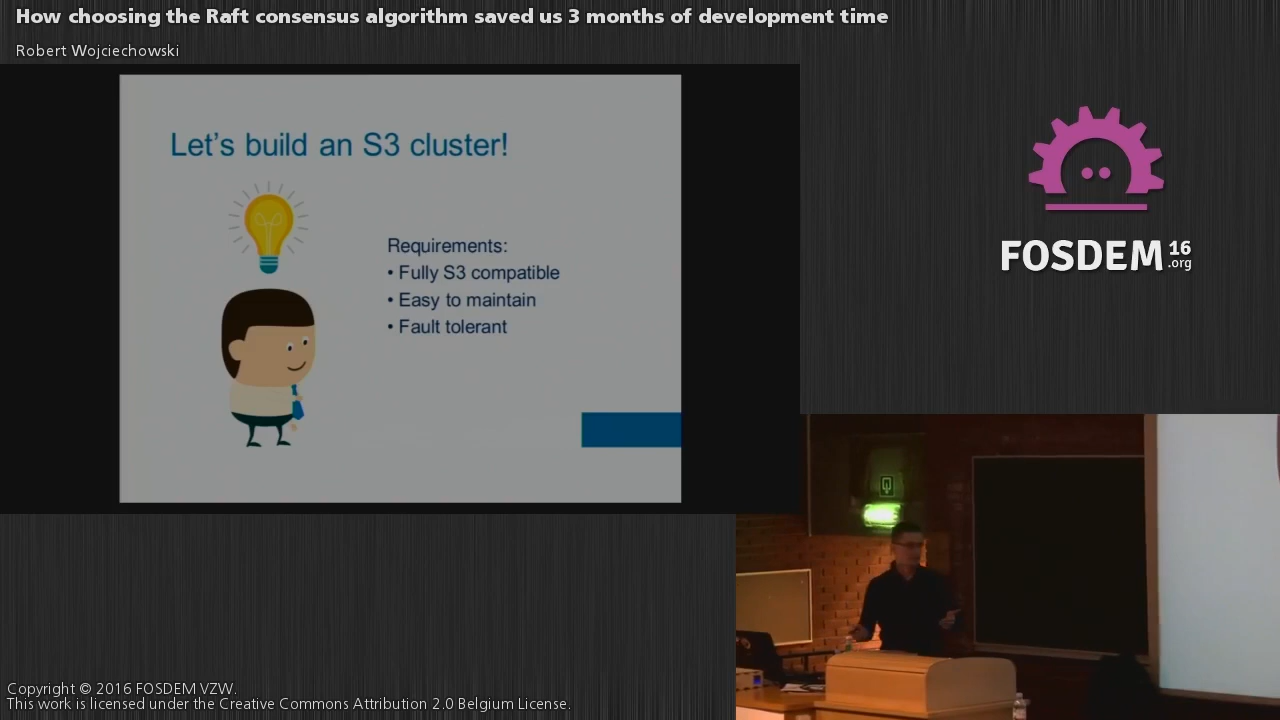 How choosing the Raft consensus algorithm saved us 3 months of development time
Robert Wojciechowski
Let's build an S3 cluster!
Requirements:
• Fully S3 compatible
• Easy to maintain
• Fault tolerant
FOSDEM 16
.org
Copyright © 2016 FOSDEM VZW.
This work is licensed under the Creative Commons Attribution 2.0 Belgium License.